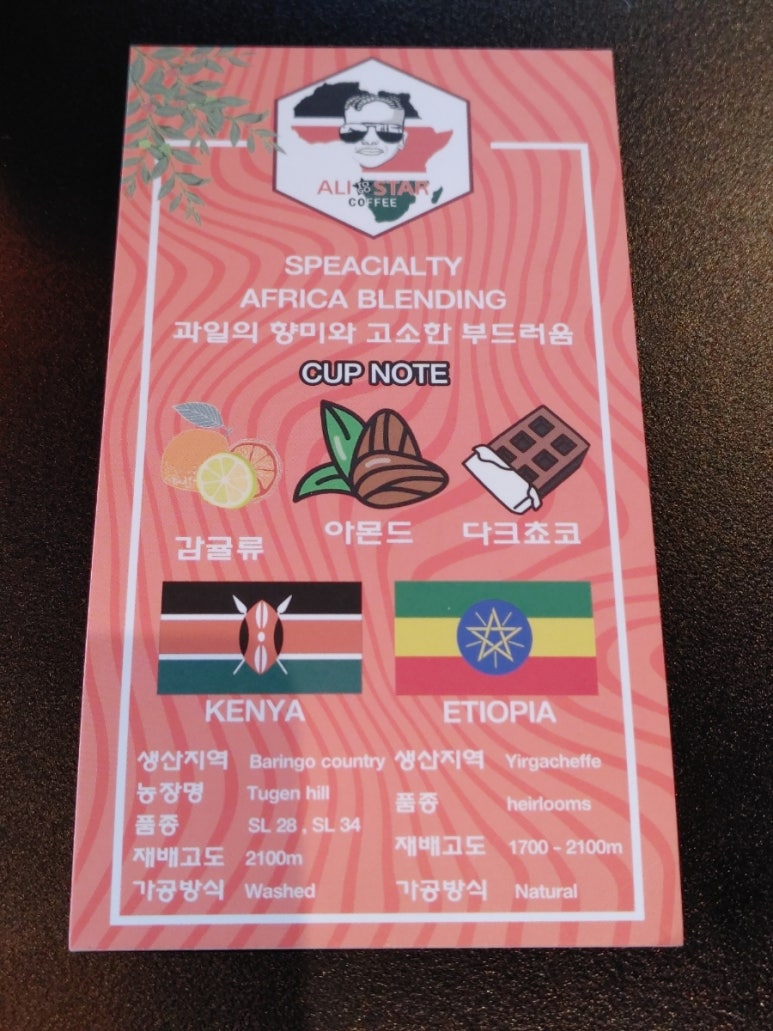 ALI STAR
COFFEE
SPEACIALTY
AFRICA BLENDING
과일의 향미와 고소한 부드러움
CUP NOTE
감귤류
아몬드
다크쵸코
KENYA
생산지역 Baringo country
농장명 Tugen hill
품종 SL 28 , SL 34
재배고도 2100m
가공방식 Washed
ETIOPIA
생산지역 Yirgacheffe
품종 heirlooms
재배고도 1700 - 2100m
가공방식 Natural